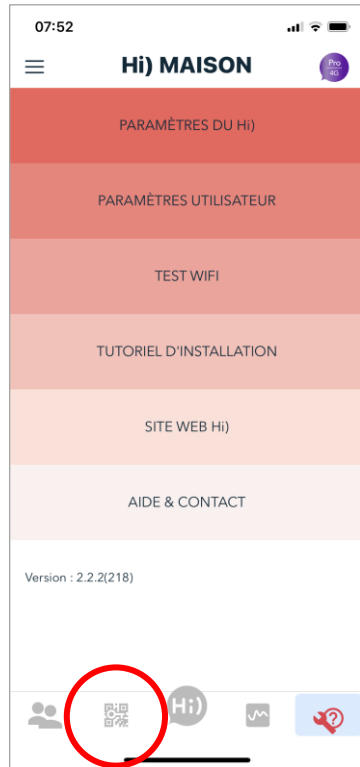 07:52
Hi) MAISON
Pro
4G
PARAMÈTRES DU Hi)
PARAMÈTRES UTILISATEUR
TEST WIFI
TUTORIEL D'INSTALLATION
SITE WEB Hi)
AIDE & CONTACT
Version : 2.2.2(218)
Hi)
?